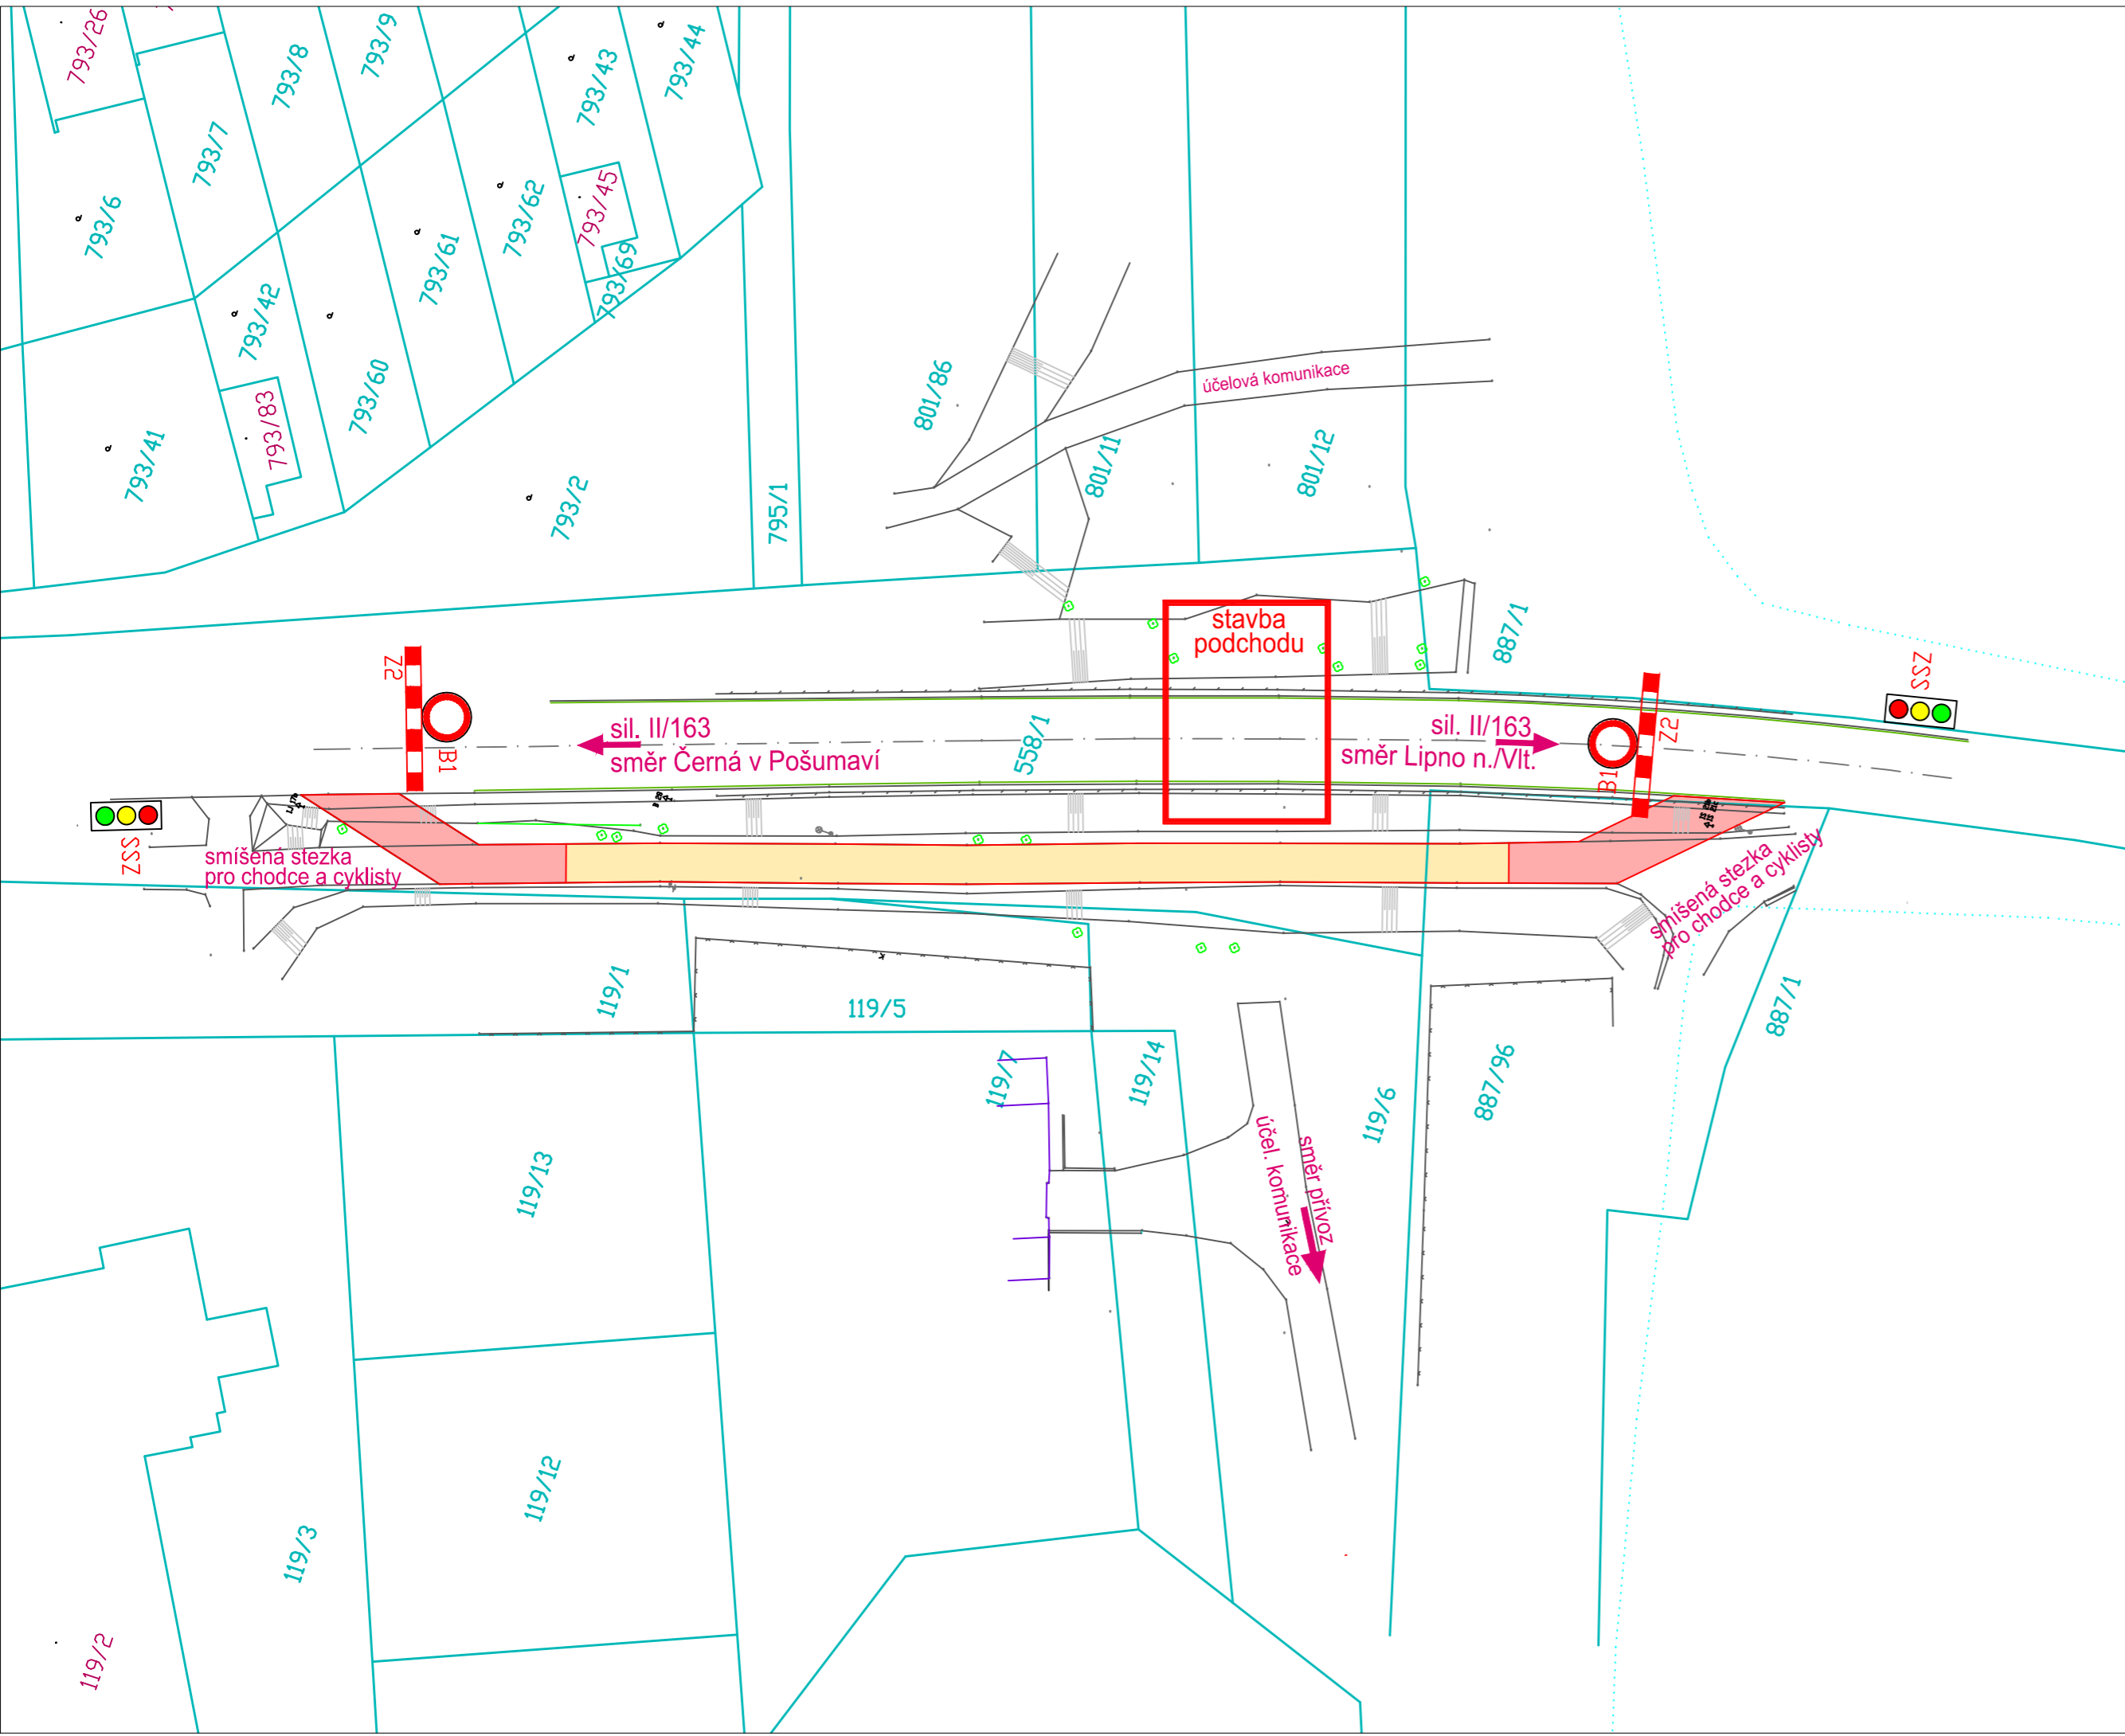 793/26
793/8
793/9
793/43
793/44
793/7
793/6
793/62
793/45
793/61
793/69
793/42
793/60
793/83
793/41
793/2
795/1
801/86
801/11
801/12
účelová komunikace
887/1
stavba
podchodu
Z2
B1
sil. II/163
směr Černá v Pošumaví
558/1
sil. II/163
směr Lipno n./Vlt.
B1
Z2
SSZ
SSZ
smíšená stezka
pro chodce a cyklisty
smíšená stezka
pro chodce a cyklisty
119/1
119/5
887/1
119/7
119/14
119/6
887/96
směr přívoz
účel. komunikace
119/13
119/12
119/3
119/2